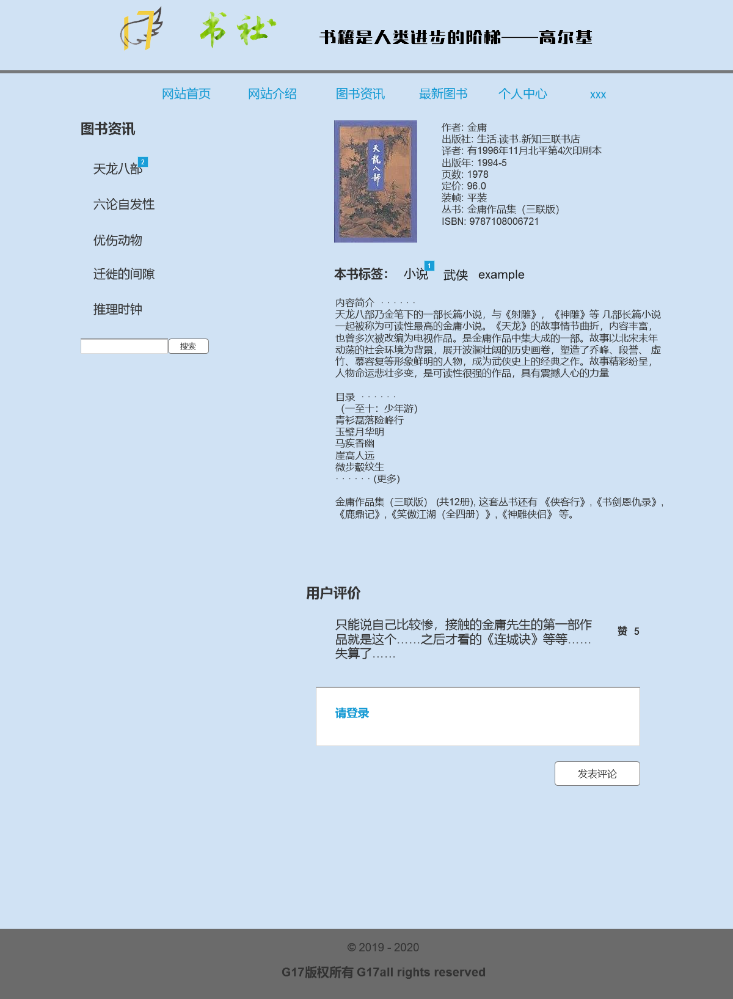 17 书社
书籍是人类进步的阶梯——高尔基
网站首页 网站介绍 图书资讯 最新图书 个人中心 xxx
图书资讯
天龙八部 2
六论自发性
优伤动物
迁徙的间隙
推理时钟
搜索
天龍八部
作者: 金庸
出版社: 生活.读书.新知三联书店
译者: 有1996年11月北平第4次印刷本
出版年: 1994-5
页数: 1978
定价: 96.0
装帧: 平装
丛书: 金庸作品集（三联版）
ISBN: 9787108006721
本书标签： 小说 1 武侠 example
内容简介 · · · · · ·
天龙八部乃金笔下的一部长篇小说，与《射雕》，《神雕》等 几部长篇小说
一起被称为可读性最高的金庸小说。《天龙》的故事情节曲折，内容丰富，
也曾多次被改编为电视作品。是金庸作品中集大成的一部。故事以北宋末年
动荡的社会环境为背景，展开波澜壮阔的历史画卷，塑造了乔峰、段誉、 虚
竹、慕容复等形象鲜明的人物，成为武侠史上的经典之作。故事精彩纷呈，
人物命运悲壮多变，是可读性很强的作品，具有震撼人心的力量
目录 · · · · · ·
（一至十：少年游）
青衫磊落险峰行
玉璧月华明
马疾香幽
崖高人远
微步縠纹生
· · · · · · (更多)
金庸作品集（三联版） (共12册), 这套丛书还有 《侠客行》,《书剑恩仇录》,
《鹿鼎记》,《笑傲江湖（全四册）》,《神雕侠侣》 等。
用户评价
只能说自己比较惨，接触的金庸先生的第一部作
品就是这个……之后才看的《连城诀》等等……
失算了……
赞 5
请登录
发表评论
© 2019 - 2020
G17版权所有 G17all rights reserved